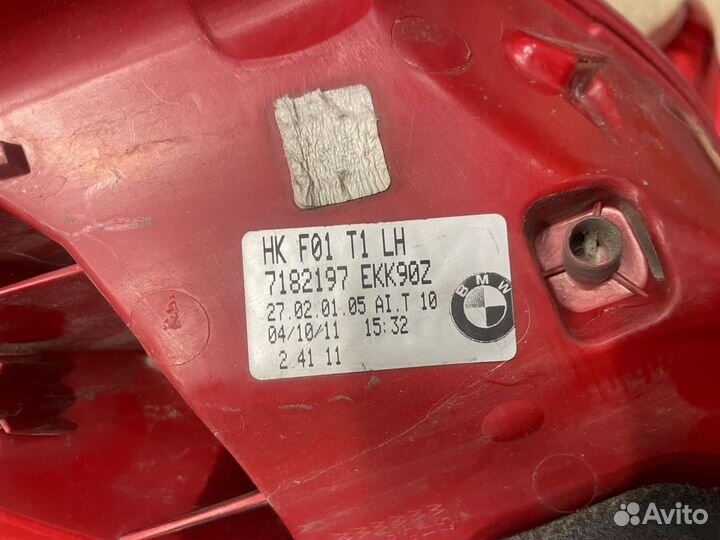 HK F01 T1 LH
7182197 EKK90Z
27.02.01.05 AI.T 10
04/10/11 15:32
2 41 11
BMW
Avito